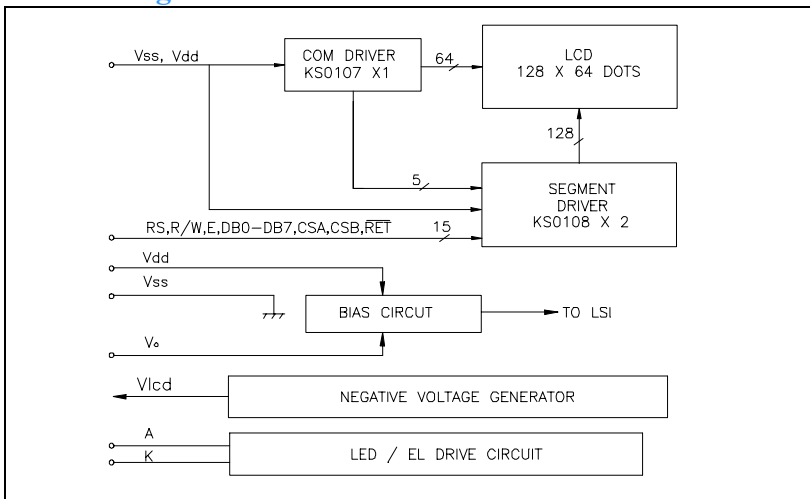 Vss, Vdd
COM DRIVER
KS0107 X1
64
LCD
128 X 64 DOTS
128
5
SEGMENT
DRIVER
KS0108 X 2
RS,R/W,E,DB0-DB7,CSA,CSB,RET
15
Vdd
Vss
BIAS CIRCUT
TO LSI
Vo
Vlcd
NEGATIVE VOLTAGE GENERATOR
A
K
LED / EL DRIVE CIRCUIT